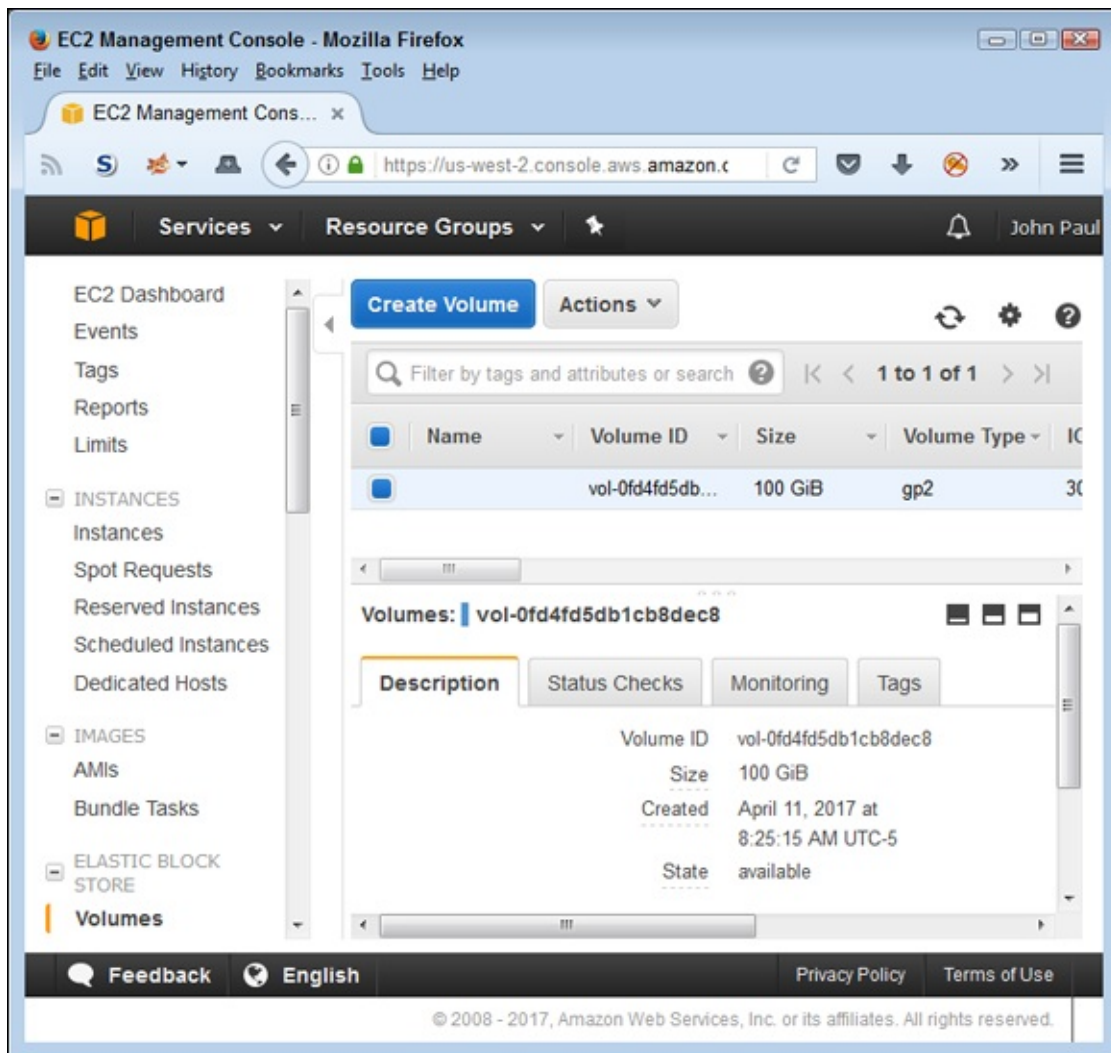 EC2 Management Console - Mozilla Firefox
File Edit View History Bookmarks Tools Help
EC2 Management Cons... ×
https://us-west-2.console.aws.amazon.c
Services Resource Groups John Paul
EC2 Dashboard
Events
Tags
Reports
Limits
INSTANCES
Instances
Spot Requests
Reserved Instances
Scheduled Instances
Dedicated Hosts
IMAGES
AMIs
Bundle Tasks
ELASTIC BLOCK
STORE
Volumes
Create Volume Actions
Filter by tags and attributes or search 1 to 1 of 1
Name Volume ID Size Volume Type IO
vol-0fd4fd5db... 100 GiB gp2 30
Volumes: vol-0fd4fd5db1cb8dec8
Description Status Checks Monitoring Tags
Volume ID vol-0fd4fd5db1cb8dec8
Size 100 GiB
Created April 11, 2017 at
8:25:15 AM UTC-5
State available
Feedback English Privacy Policy Terms of Use
© 2008 - 2017, Amazon Web Services, Inc. or its affiliates. All rights reserved.